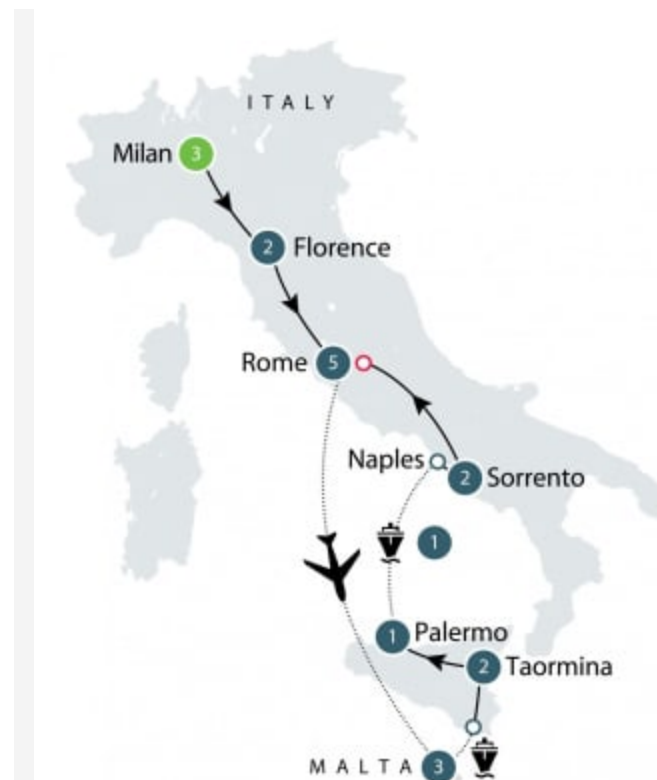 ITALY
Milan 3
2 Florence
Rome 5
Naples
2 Sorrento
1
1 Palermo
2 Taormina
MALTA 3